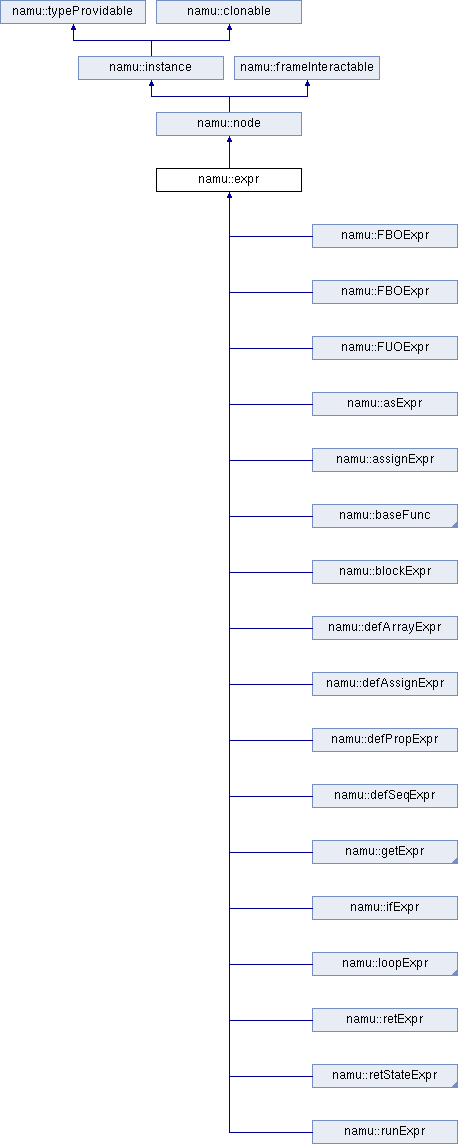 namu::typeProvidable
namu::clonable
namu::instance
namu::frameInteractable
namu::node
namu::expr
namu::FBOExpr
namu::FBOExpr
namu::FUOExpr
namu::asExpr
namu::assignExpr
namu::baseFunc
namu::blockExpr
namu::defArrayExpr
namu::defAssignExpr
namu::defPropExpr
namu::defSeqExpr
namu::getExpr
namu::ifExpr
namu::loopExpr
namu::retExpr
namu::retStateExpr
namu::runExpr